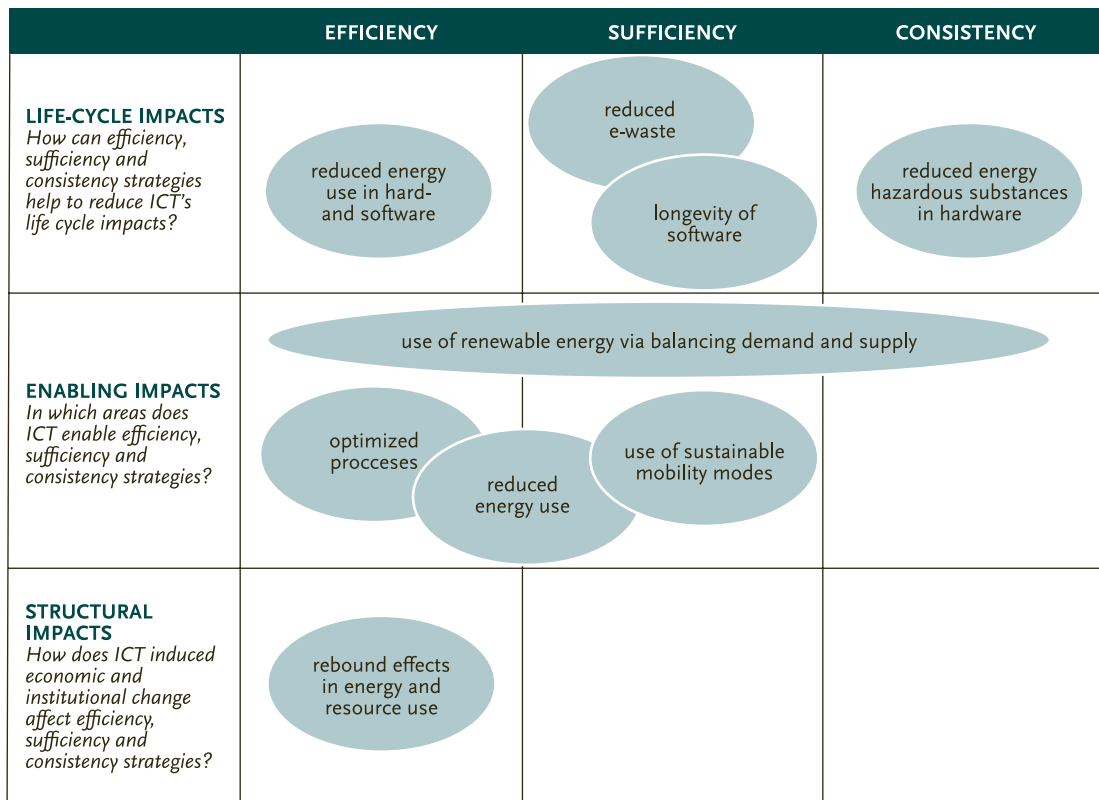 EFFICIENCY
SUFFICIENCY
CONSISTENCY
LIFE-CYCLE IMPACTS
How can efficiency,
sufficiency and
consistency strategies
help to reduce ICT's
life cycle impacts?
reduced energy
use in hard-
and software
reduced
e-waste
longevity of
software
reduced energy
hazardous substances
in hardware
ENABLING IMPACTS
In which areas does
ICT enable efficiency,
sufficiency and
consistency strategies?
use of renewable energy via balancing demand and supply
optimized
procceses
reduced
energy use
use of sustainable
mobility modes
STRUCTURAL
IMPACTS
How does ICT induced
economic and
institutional change
affect efficiency,
sufficiency and
consistency strategies?
rebound effects
in energy and
resource use